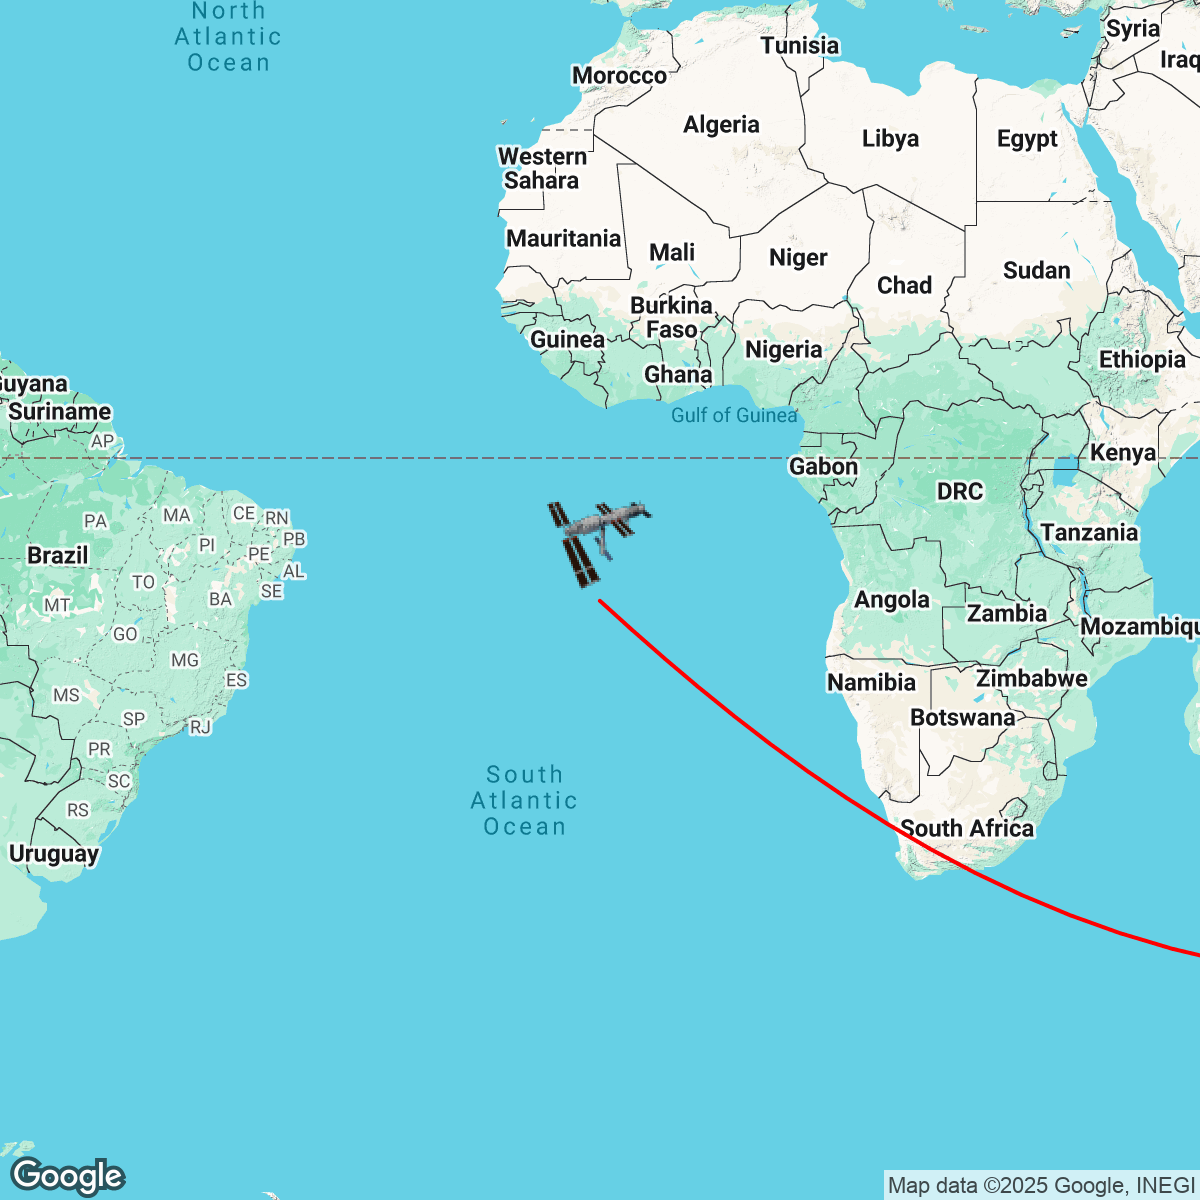 North
Atlantic
Ocean
Tunisia
Syria
Iraq
Morocco
Algeria
Libya
Egypt
Western
Sahara
Mauritania
Mali
Niger
Chad
Sudan
Burkina
Faso
Guinea
Ghana
Nigeria
Ethiopia
Guyana
Suriname
AP
Gulf of Guinea
Gabon
Kenya
DRC
PA
MA
CE
RN
PB
PI
PE
Brazil
TO
AL
SE
MT
BA
Tanzania
Angola
Zambia
Mozambiqu
GO
MG
ES
MS
SP
RJ
PR
SC
RS
Uruguay
Namibia
Zimbabwe
Botswana
South
Atlantic
Ocean
South Africa
Google
Map data ©2025 Google, INEGI